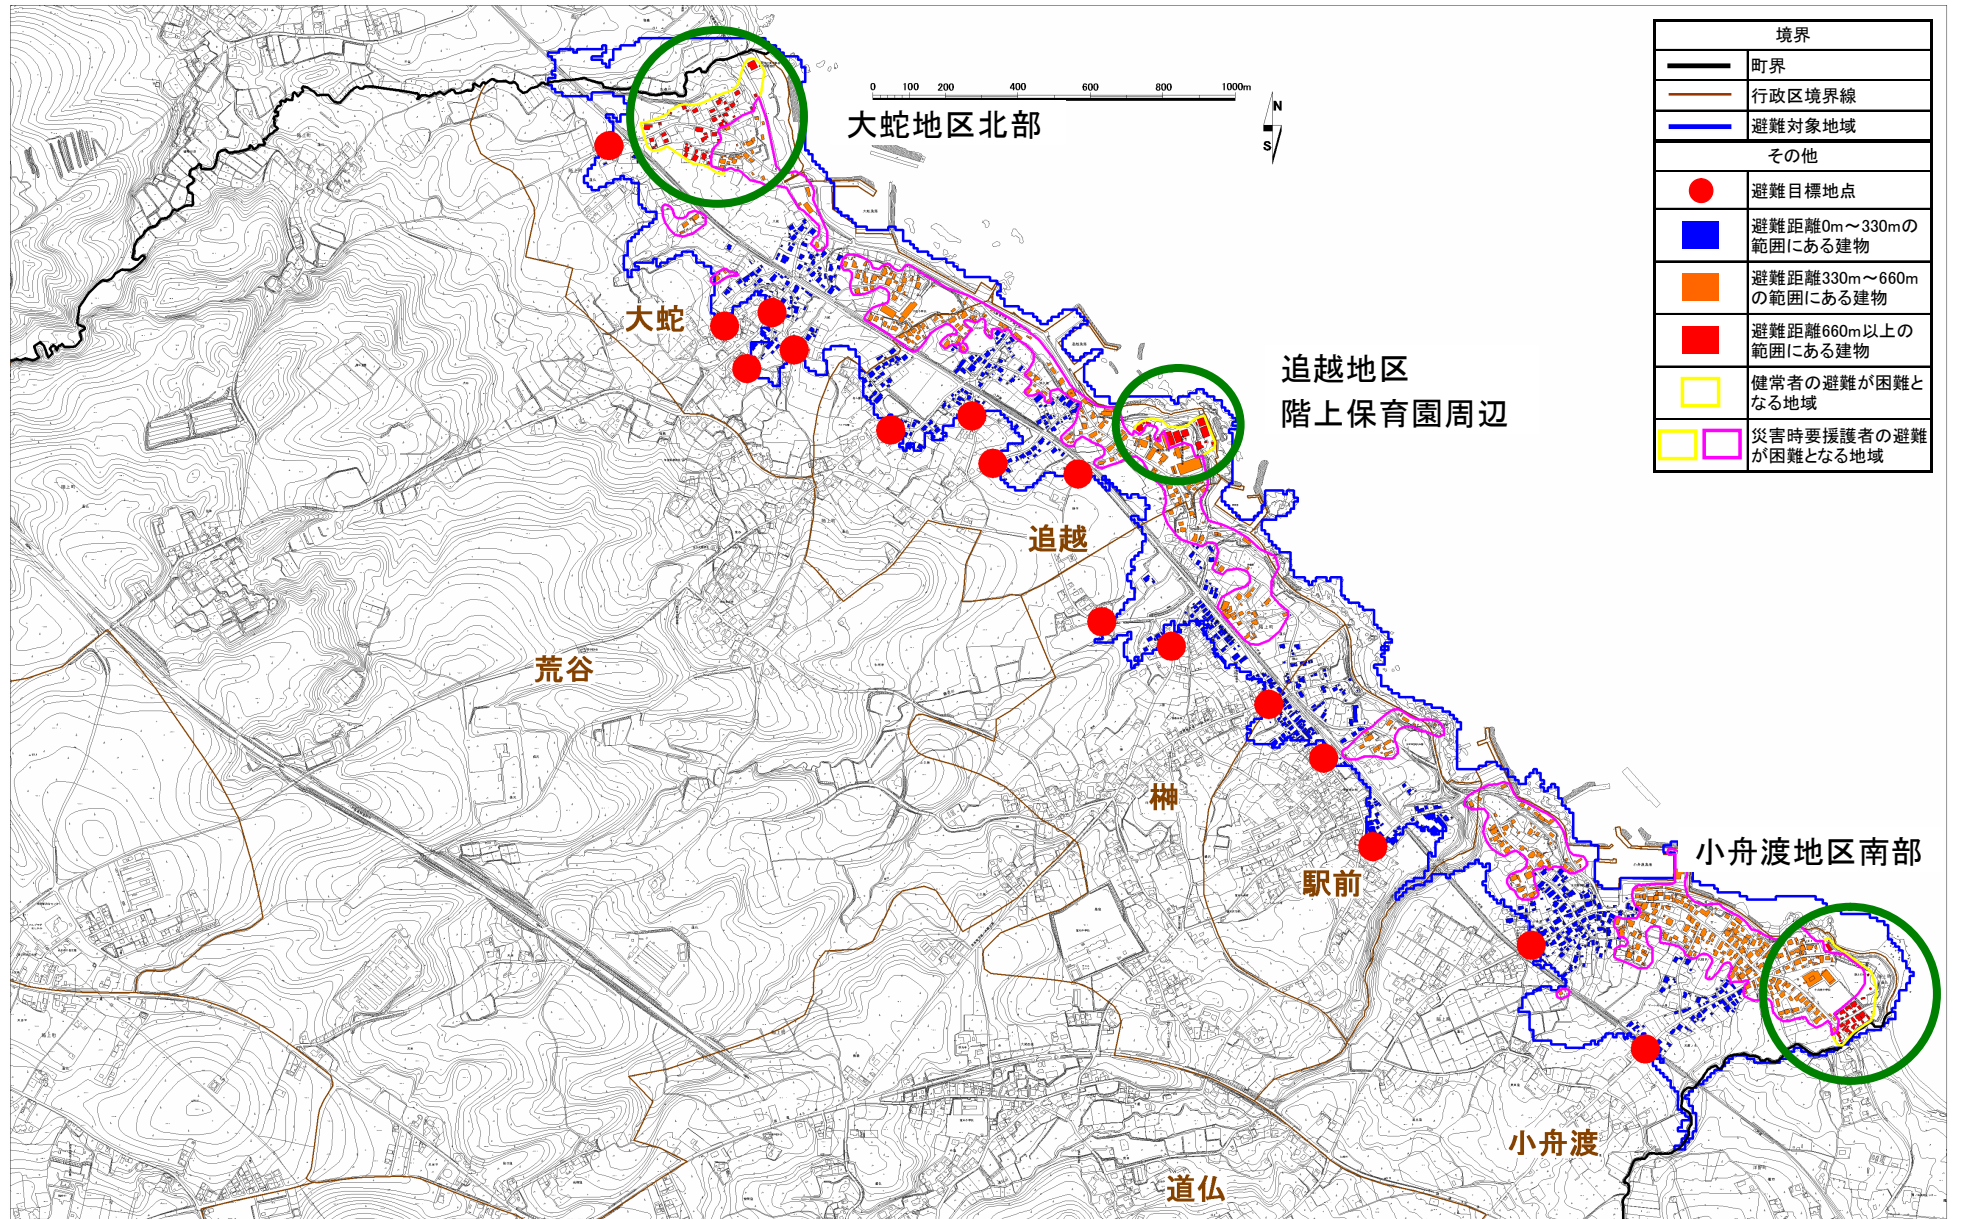 境界
町界
行政区境界線
避難対象地域
その他
避難目標地点
避難距離0m～330mの
範囲にある建物
避難距離330m～660m
の範囲にある建物
避難距離660m以上の
範囲にある建物
健常者の避難が困難と
なる地域
災害時要援護者の避難
が困難となる地域
0 100 200 400 600 800 1000m
N
S
大蛇地区北部
大蛇
追越地区
階上保育園周辺
追越
荒谷
榊
駅前
小舟渡地区南部
小舟渡
道仏